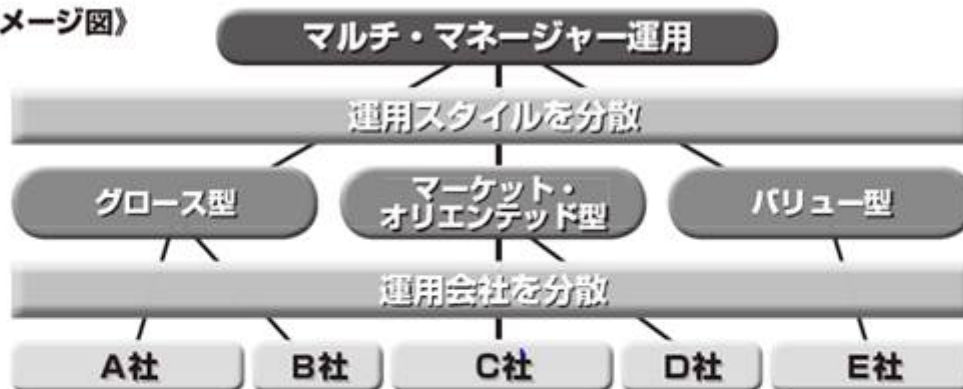 メージ図》
マルチ・マネージャー運用
運用スタイルを分散
グロース型
マーケット・
オリエンテッド型
バリュー型
運用会社を分散
A社
B社
C社
D社
E社